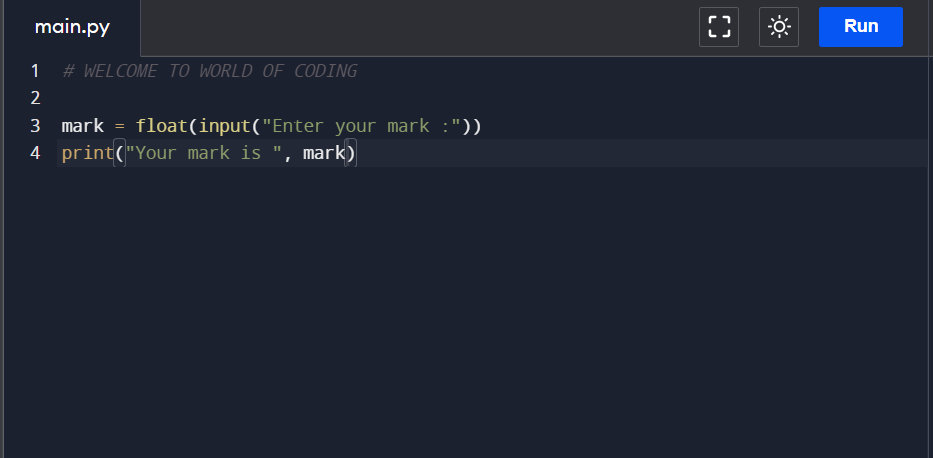 main.py
Run
1 # WELCOME TO WORLD OF CODING
2
3 mark = float(input("Enter your mark :"))
4 print("Your mark is ", mark)